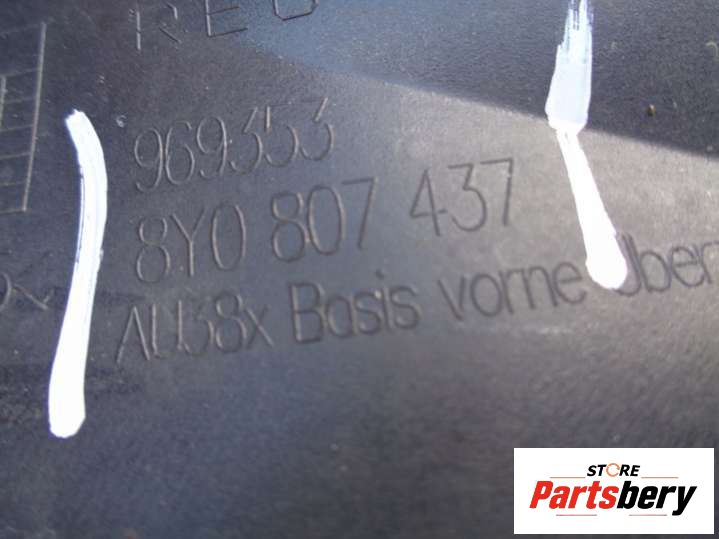 969353
8Y0 807 437
AU38x Basis vorne
STORE
Partsbery